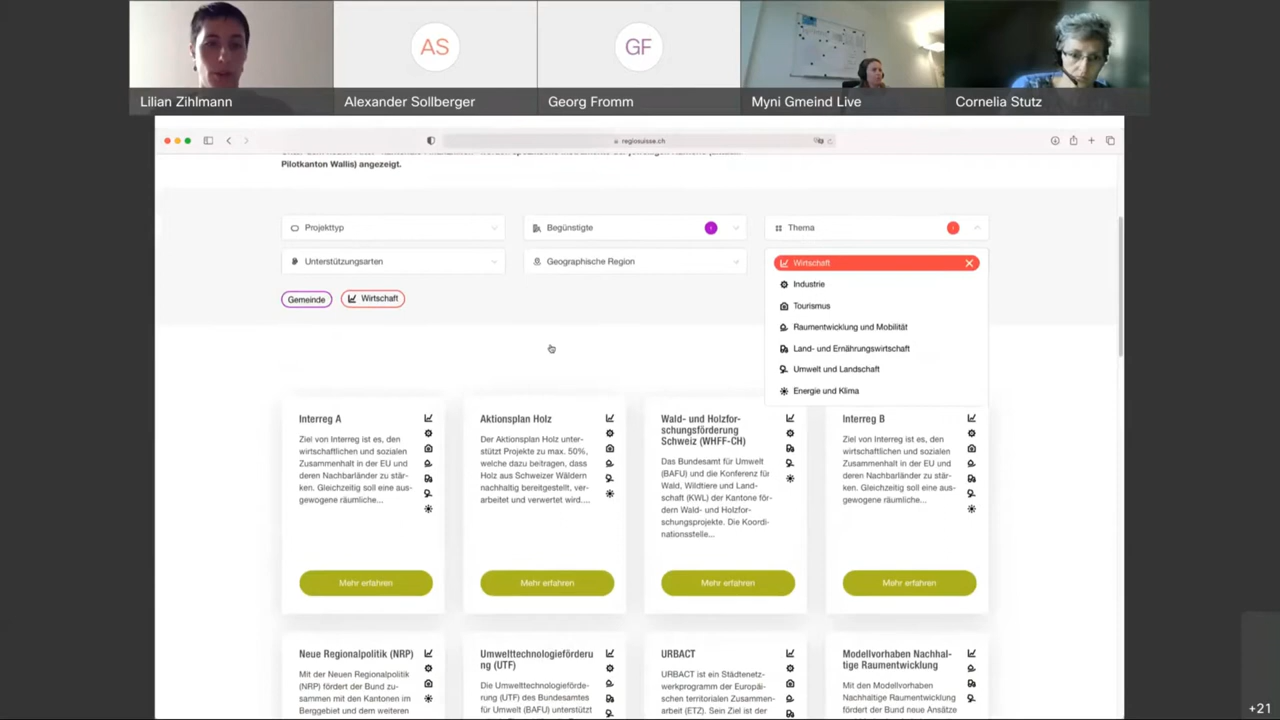 AS
GF
Lilian Zihlmann
Alexander Sollberger
Georg Fromm
Myni Gmeind Live
Cornelia Stutz
regiosuisse.ch
Pilotkanton Wallis) angezeigt.
Projekttyp
Begünstigte
Thema
Unterstützungsarten
Geographische Region
Wirtschaft
Industrie
Tourismus
Raumentwicklung und Mobilität
Land- und Ernährungswirtschaft
Umwelt und Landschaft
Energie und Klima
Gemeinde
Wirtschaft
Interreg A
Ziel von Interreg ist es, den
wirtschaftlichen und sozialen
Zusammenhalt in der EU und
deren Nachbarländer zu stär-
ken. Gleichzeitig soll eine aus-
gewogene räumliche...
Mehr erfahren
Aktionsplan Holz
Der Aktionsplan Holz unter-
stützt Projekte zu max. 50%,
welche dazu beitragen, dass
Holz aus Schweizer Wäldern
nachhaltig bereitgestellt, ver-
arbeitet und verwertet wird....
Mehr erfahren
Wald- und Holzfor-
schungsförderung
Schweiz (WHFF-CH)
Das Bundesamt für Umwelt
(BAFU) und die Konferenz für
Wald, Wildtiere und Land-
schaft (KWL) der Kantone för-
dern Wald- und Holzfor-
schungsprojekte. Die Koordi-
nationsstelle...
Mehr erfahren
Interreg B
Ziel von Interreg ist es, den
wirtschaftlichen und sozialen
Zusammenhalt in der EU und
deren Nachbarländer zu stär-
ken. Gleichzeitig soll eine aus-
gewogene räumliche...
Mehr erfahren
Neue Regionalpolitik (NRP)
Mit der Neuen Regionalpolitik
(NRP) fördert der Bund zu-
sammen mit den Kantonen im
Berggebiet und dem weiteren
Umwelttechnologieförderu
ng (UTF)
Die Umwelttechnologieförde-
rung (UTF) des Bundesamtes
für Umwelt (BAFU) unterstützt
URBACT
URBACT ist ein Städtenetz-
werkprogramm der Europäi-
schen territorialen Zusammen-
arbeit (ETZ). Sein Ziel ist der
Modellvorhaben Nachhal-
tige Raumentwicklung
Mit den Modellvorhaben
Nachhaltige Raumentwicklung
fördert der Bund neue Ansätze
+21